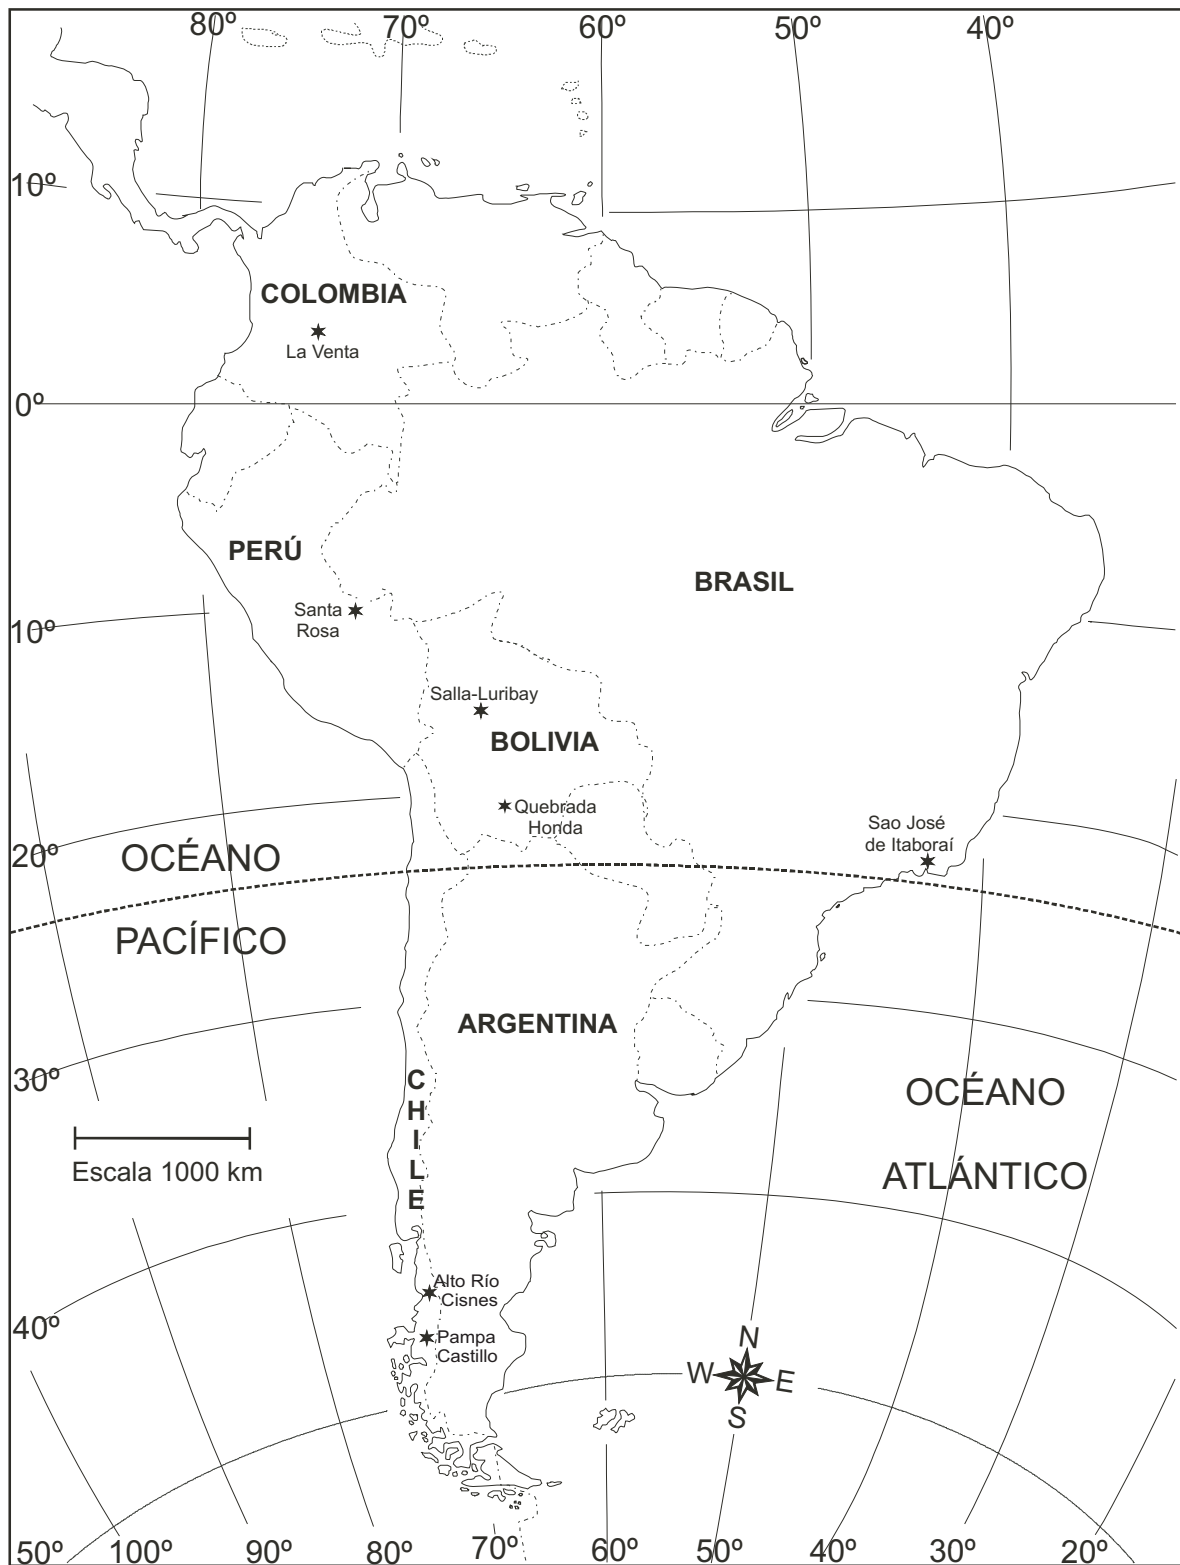 80º 70º 60º 50º 40º
10º
COLOMBIA
La Venta
0º
PERÚ
BRASIL
Santa
Rosa
10º
Salla-Luribay
BOLIVIA
Quebrada
Honda
Sao José
de Itaboraí
20º
OCÉANO
PACÍFICO
ARGENTINA
30º
C
H
I
L
E
OCÉANO
ATLÁNTICO
Escala 1000 km
Alto Río
Cisnes
40º
Pampa
Castillo
N
W
E
S
50º 100º 90º 80º 70º 60º 50º 40º 30º 20º